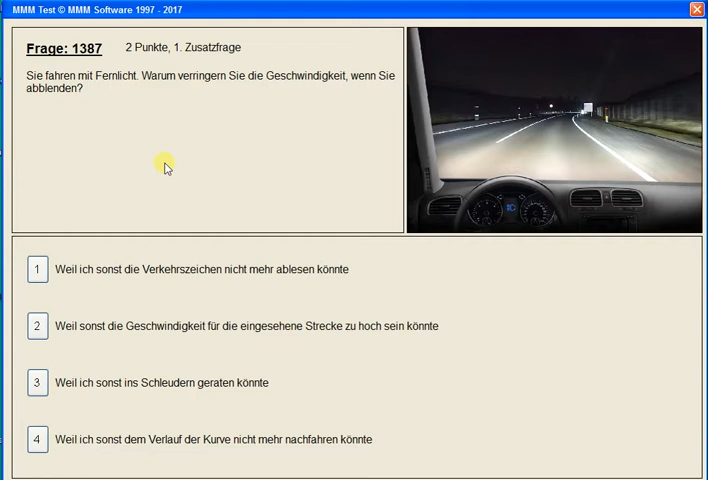 MMM Test © MMM Software 1997 - 2017
Frage: 1387
2 Punkte, 1. Zusatzfrage
Sie fahren mit Fernlicht. Warum verringern Sie die Geschwindigkeit, wenn Sie
abblenden?
1 Weil ich sonst die Verkehrszeichen nicht mehr ablesen könnte
2 Weil sonst die Geschwindigkeit für die eingesehene Strecke zu hoch sein könnte
3 Weil ich sonst ins Schleudern geraten könnte
4 Weil ich sonst dem Verlauf der Kurve nicht mehr nachfahren könnte